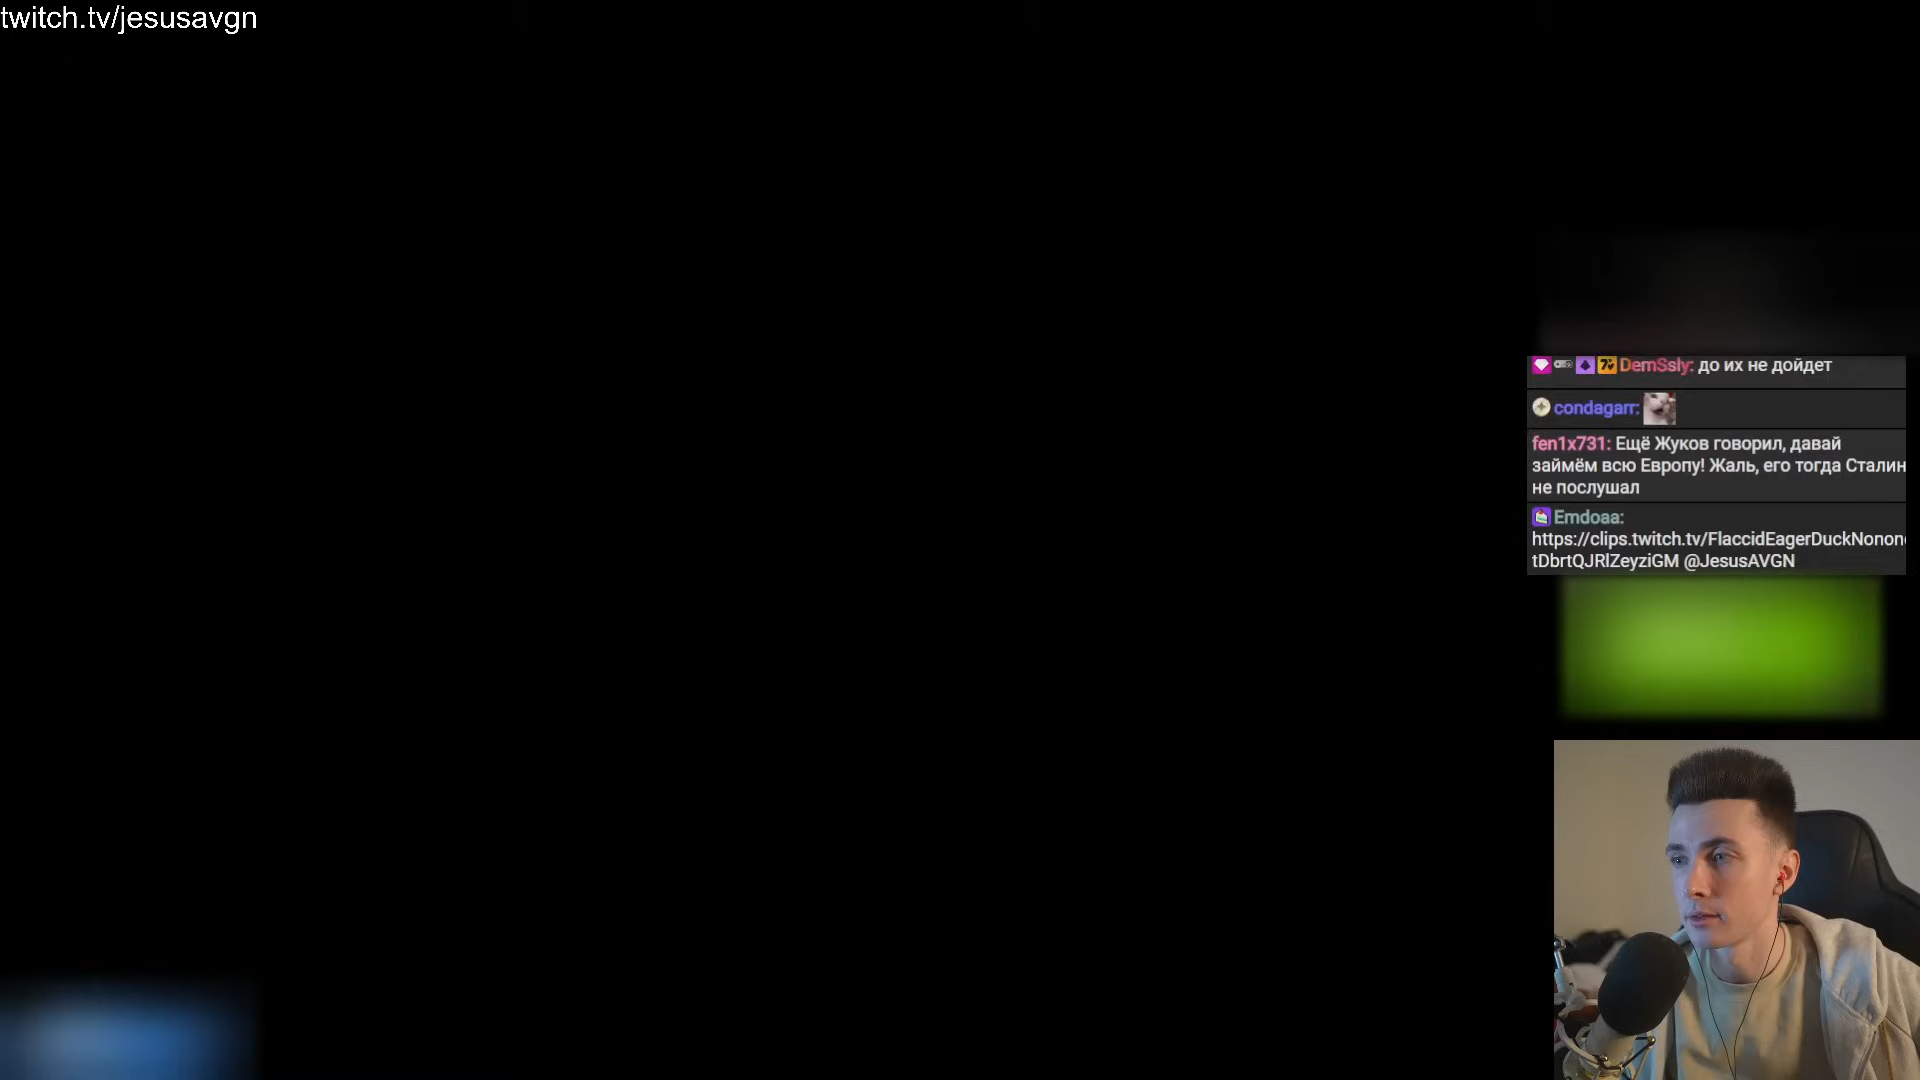 twitch.tv/jesusavgn
DemSsly: до их не дойдет
condagarr:
fen1x731: Ещё Жуков говорил, давай
займём всю Европу! Жаль, его тогда Сталин
не послушал
Emdoaa:
https://clips.twitch.tv/FlaccidEagerDuckNonon
tDbrtQJRlZeyziGM @JesusAVGN